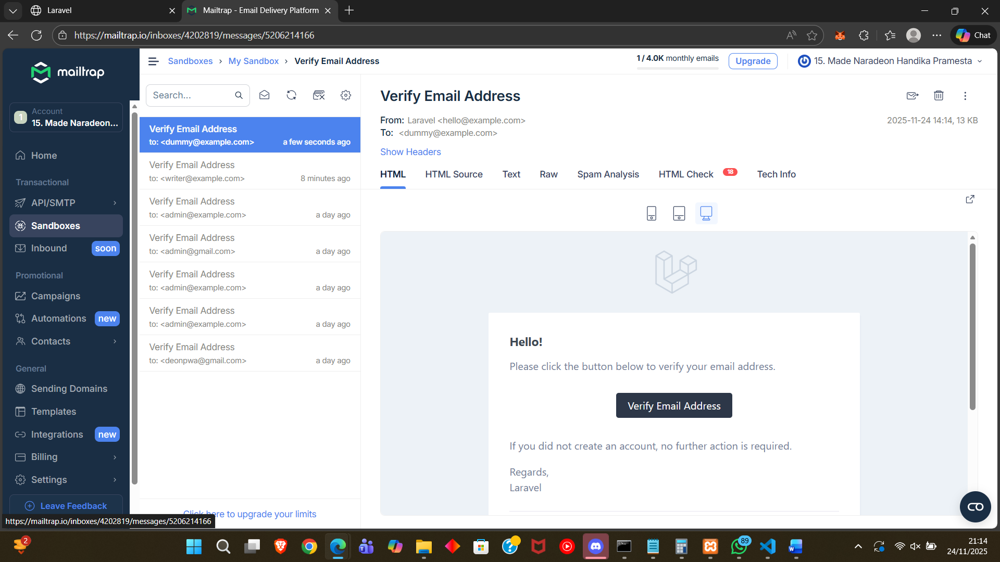 Laravel
Mailtrap - Email Delivery Platform
https://mailtrap.io/inboxes/4202819/messages/5206214166
Chat
mailtrap
1
Account
15. Made Naradeon...
Home
Transactional
API/SMTP
Sandboxes
Inbound soon
Promotional
Campaigns
Automations new
Contacts
General
Sending Domains
Templates
Integrations new
Billing
Settings
Leave Feedback
https://mailtrap.io/inboxes/4202819/messages/5206214166
Sandboxes › My Sandbox › Verify Email Address
1 / 4.0K monthly emails
Upgrade
15. Made Naradeon Handika Pramesta
Search...
Verify Email Address
to: <dummy@example.com> a few seconds ago
Verify Email Address
to: <writer@example.com> 8 minutes ago
Verify Email Address
to: <admin@example.com> a day ago
Verify Email Address
to: <admin@gmail.com> a day ago
Verify Email Address
to: <admin@example.com> a day ago
Verify Email Address
to: <admin@example.com> a day ago
Verify Email Address
to: <deonpwa@gmail.com> a day ago
Click here to upgrade your limits
Verify Email Address
From: Laravel <hello@example.com>
2025-11-24 14:14, 13 KB
To: <dummy@example.com>
Show Headers
HTML HTML Source Text Raw Spam Analysis HTML Check 18 Tech Info
Hello!
Please click the button below to verify your email address.
Verify Email Address
If you did not create an account, no further action is required.
Regards,
Laravel
2
89
21:14
24/11/2025